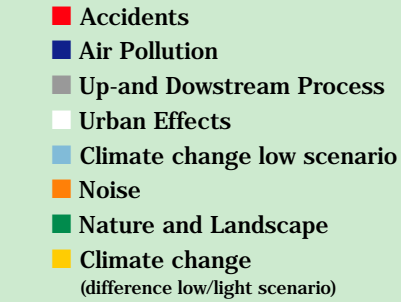 Accidents
Air Pollution
Up-and Dowstream Process
Urban Effects
Climate change low scenario
Noise
Nature and Landscape
Climate change
(difference low/light scenario)